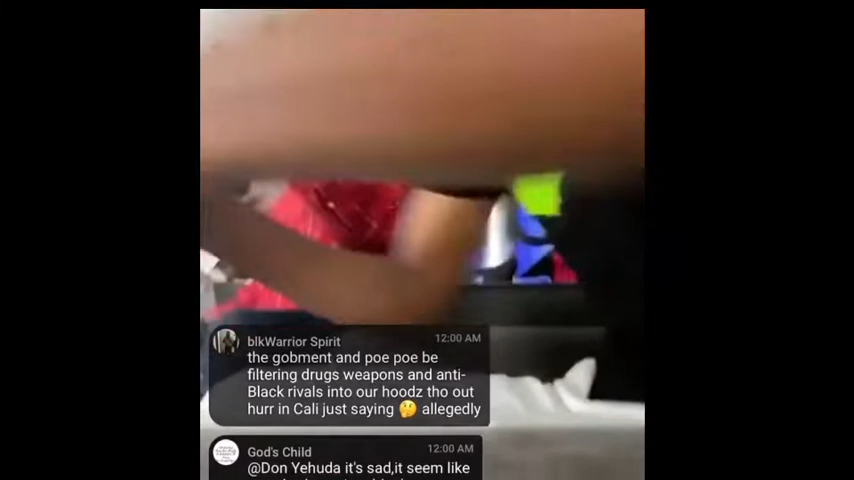 blkWarrior Spirit
12:00 AM
the gobment and poe poe be
filtering drugs weapons and anti-
Black rivals into our hoodz tho out
hurr in Cali just saying 🤔 allegedly
God's Child
12:00 AM
@Don Yehuda it's sad,it seem like